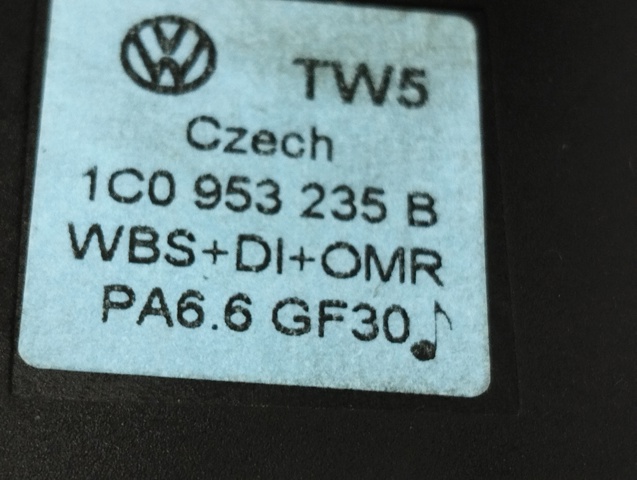 TW5
Czech
1C0 953 235 B
WBS+DI+OMR
PA6.6 GF30